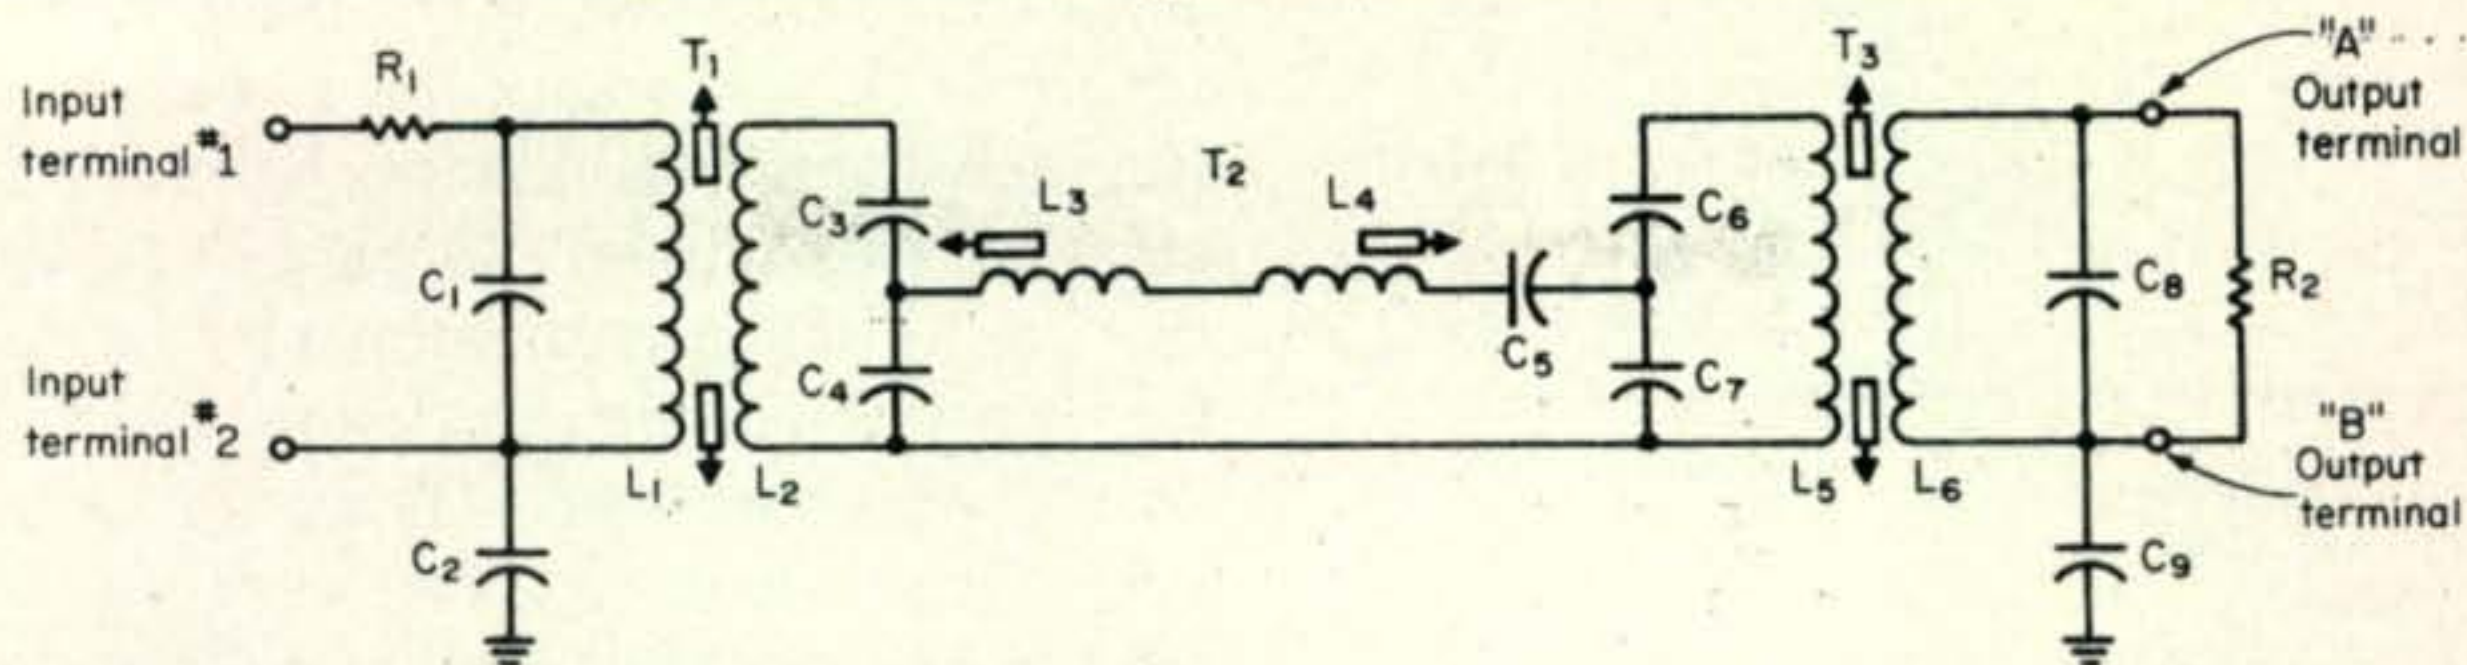 Input
terminal #1
R1
T1
T3
"A"
Output
terminal
C3
L3
T2
L4
C6
C1
C5
C8
R2
Input
terminal #2
C4
C7
L1
L2
L5
L6
"B"
Output
terminal
C2
C9